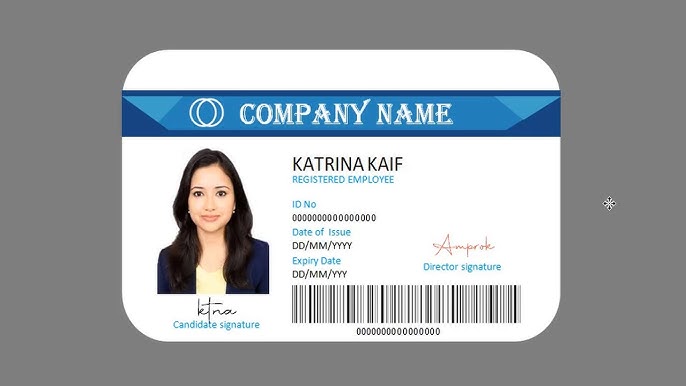 COMPANY NAME
KATRINA KAIF
REGISTERED EMPLOYEE
ID No
0000000000000000
Date of Issue
DD/MM/YYYY
Expiry Date
DD/MM/YYY
Amprok
Director signature
ktna
Candidate signature
0000000000000000